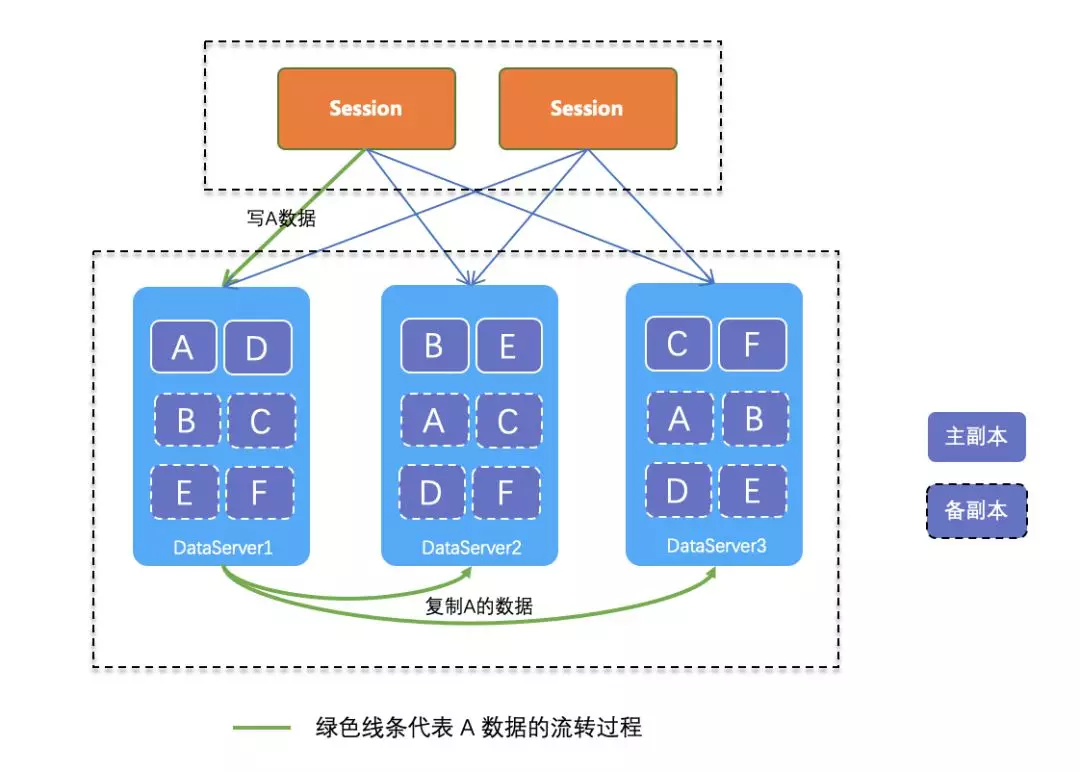 Session Session
写A数据
A D B E C F
B C A C A B
E F D F D E
DataServer1 DataServer2 DataServer3
复制A的数据
主副本
备副本
绿色线条代表 A 数据的流转过程